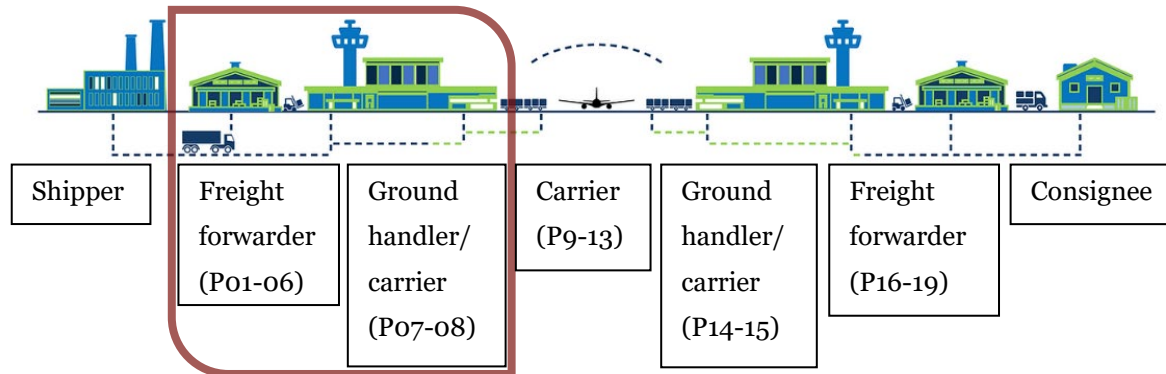 Shipper
Freight
forwarder
(P01-06)
Ground
handler/
carrier
(P07-08)
Carrier
(P9-13)
Ground
handler/
carrier
(P14-15)
Freight
forwarder
(P16-19)
Consignee